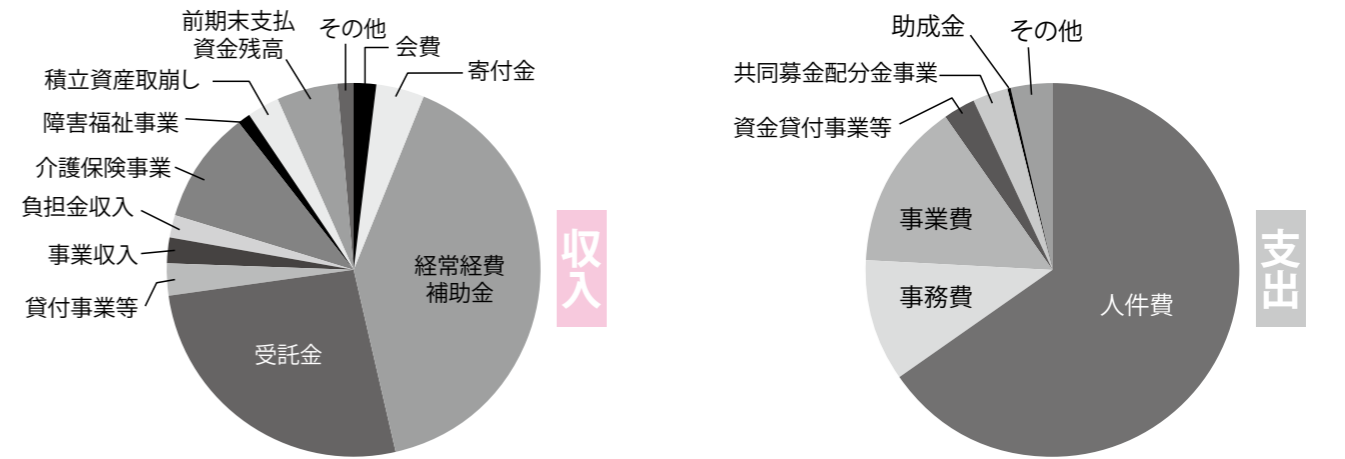 前期末支払
資金残高
その他
会費
寄付金
積立資産取崩し
障害福祉事業
介護保険事業
負担金収入
事業収入
貸付事業等
経常経費
補助金
受託金
収入
助成金
その他
共同募金配分金事業
資金貸付事業等
事業費
事務費
人件費
支出